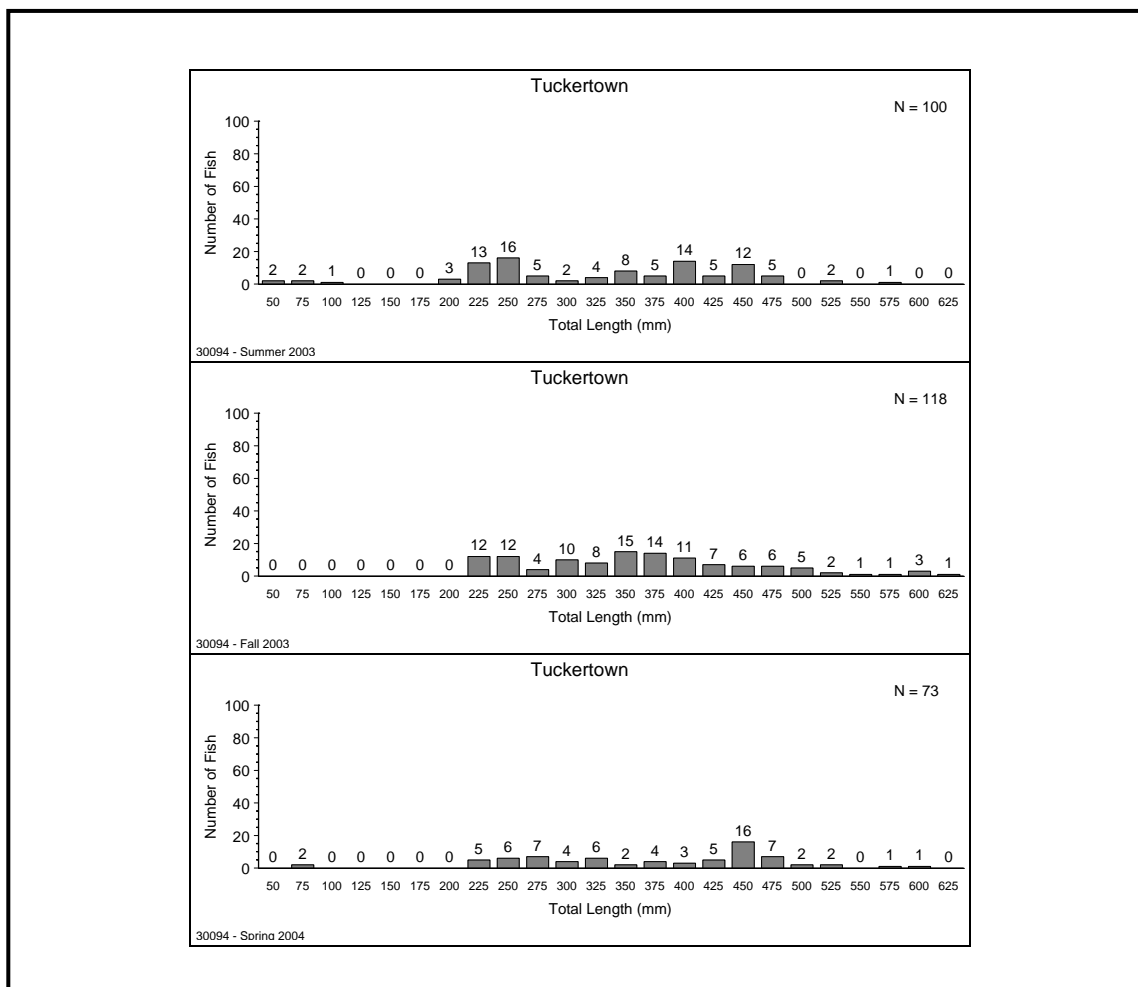 Tuckertown
N = 100
100
80
60
40
20
0
Number of Fish
2 2 1 0 0 0 3 13 16 5 2 4 8 5 14 5 12 5 0 2 0 1 0 0
50 75 100 125 150 175 200 225 250 275 300 325 350 375 400 425 450 475 500 525 550 575 600 625
Total Length (mm)
30094 - Summer 2003
Tuckertown
N = 118
100
80
60
40
20
0
Number of Fish
0 0 0 0 0 0 0 12 12 4 10 8 15 14 11 7 6 6 5 2 1 1 3 1
50 75 100 125 150 175 200 225 250 275 300 325 350 375 400 425 450 475 500 525 550 575 600 625
Total Length (mm)
30094 - Fall 2003
Tuckertown
N = 73
100
80
60
40
20
0
Number of Fish
0 2 0 0 0 0 0 5 6 7 4 6 2 4 3 5 16 7 2 2 0 1 1 0
50 75 100 125 150 175 200 225 250 275 300 325 350 375 400 425 450 475 500 525 550 575 600 625
Total Length (mm)
30094 - Spring 2004